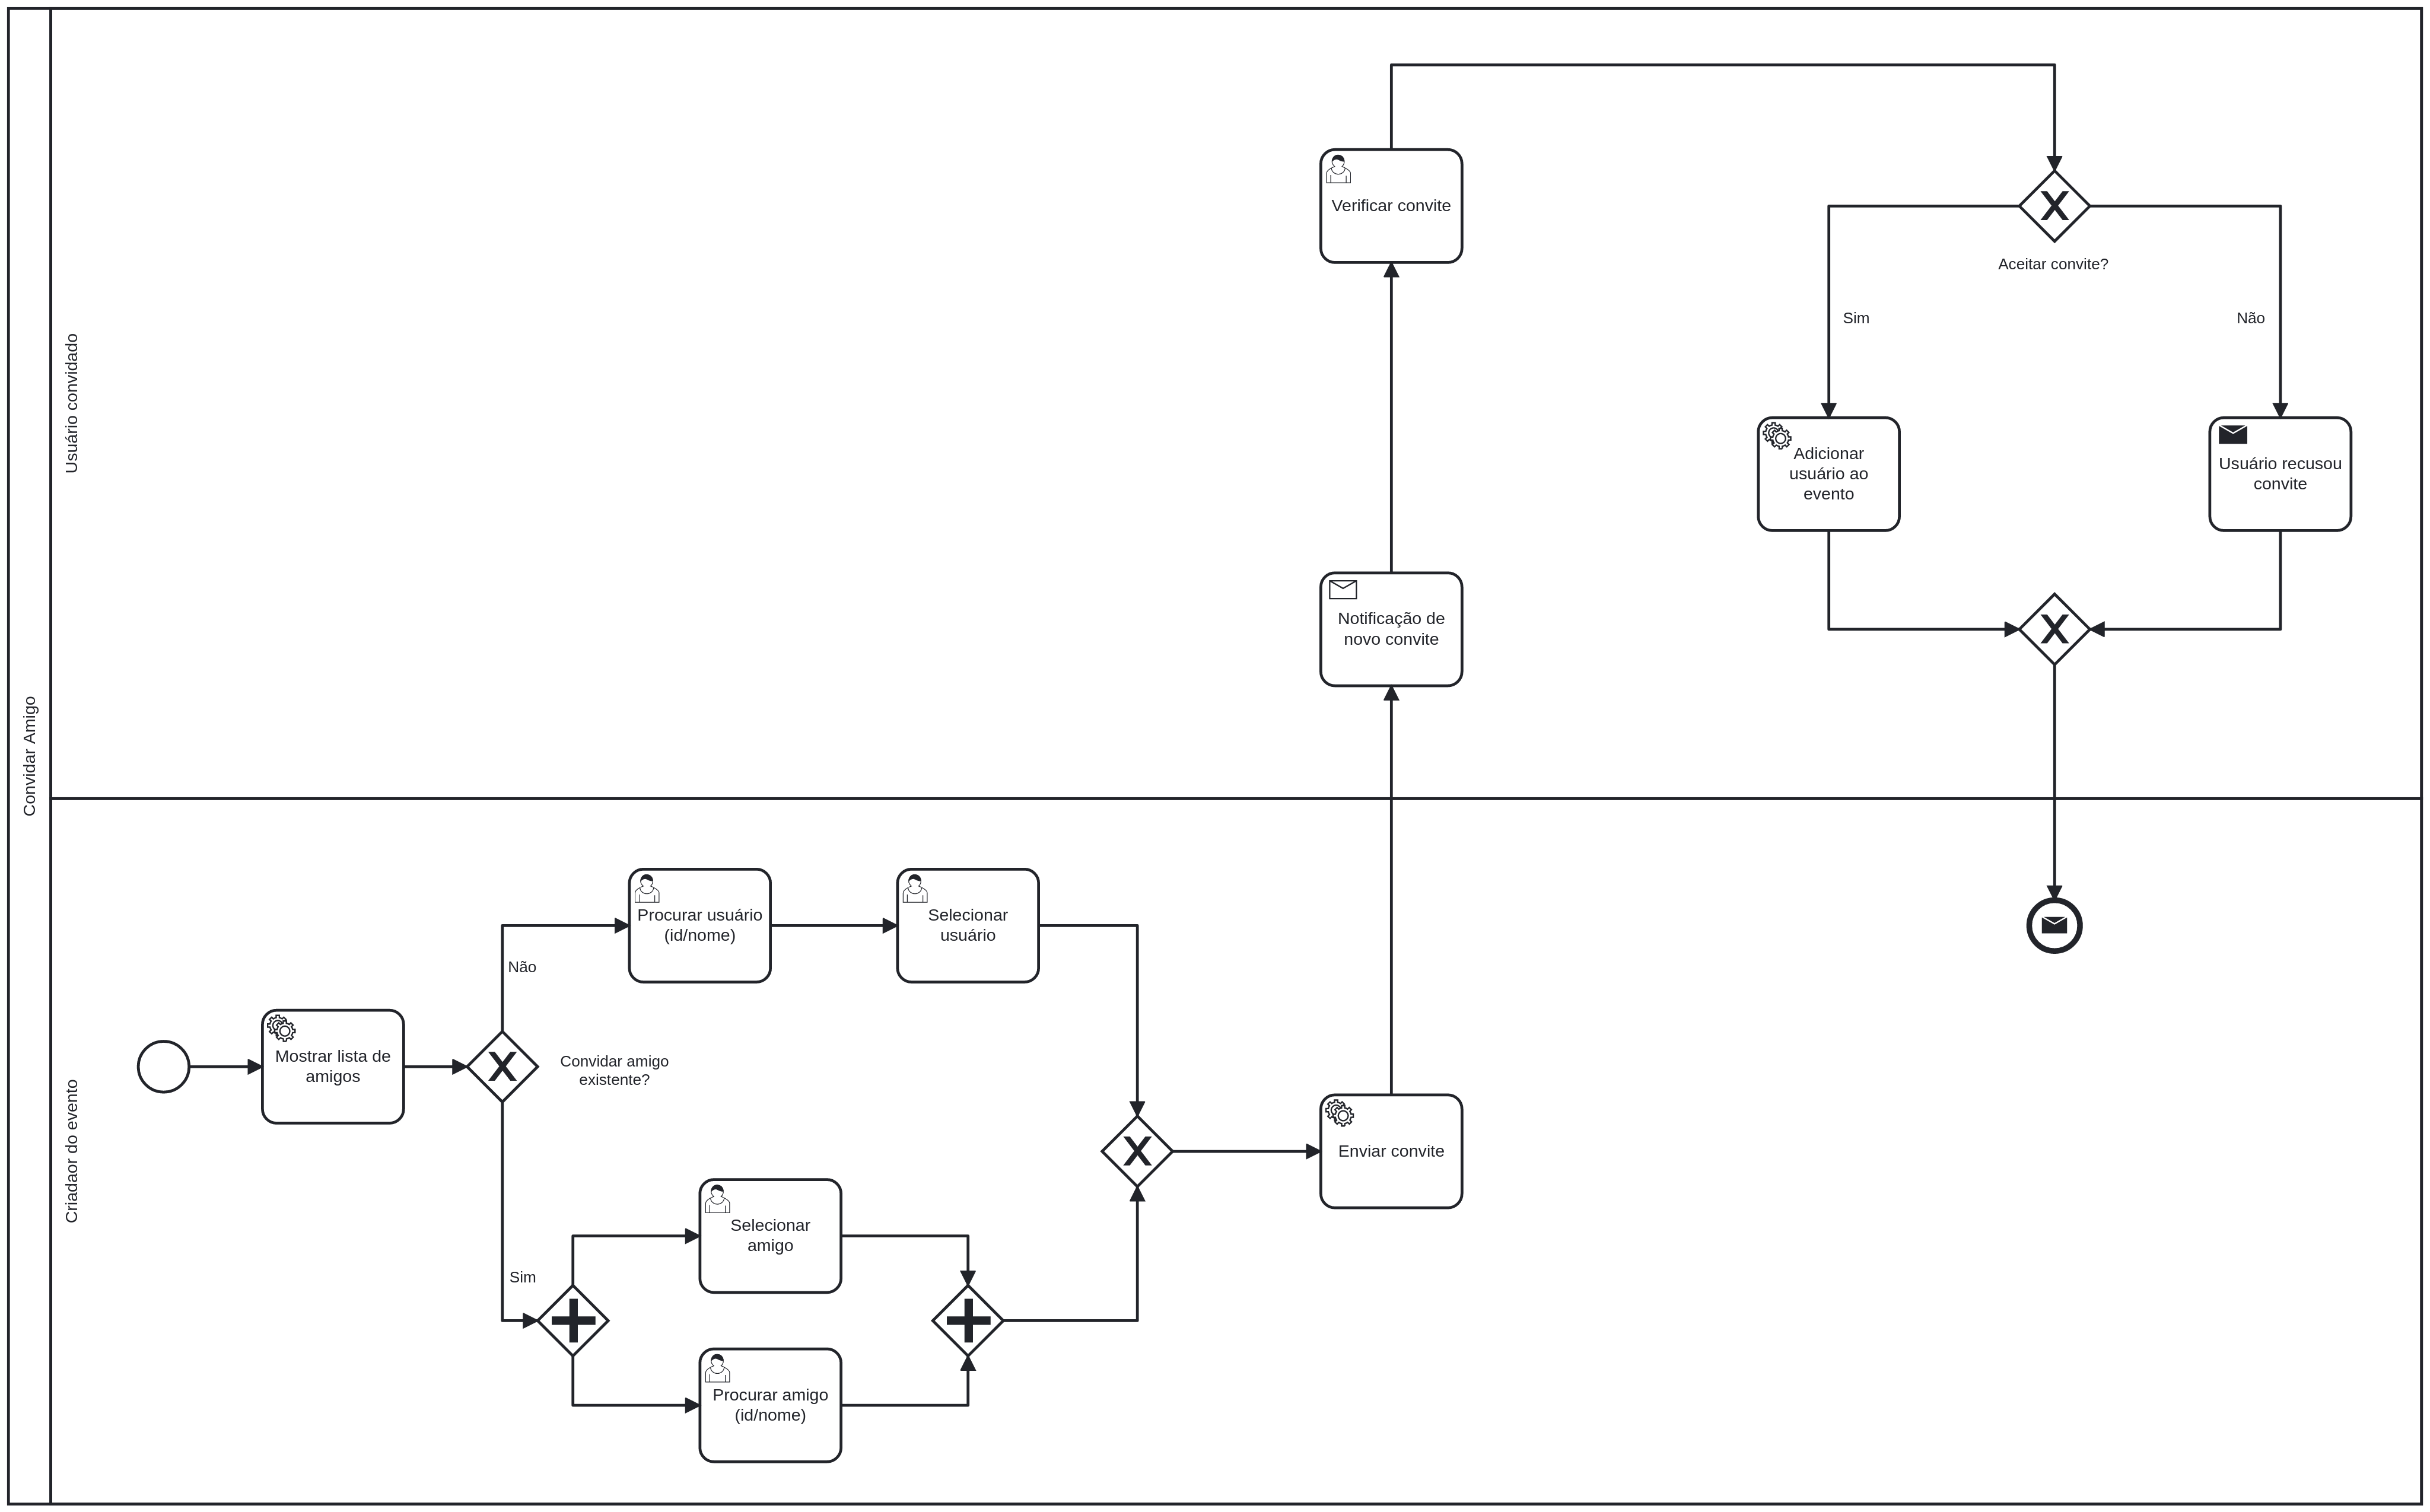 Convidar Amigo
Usuário convidado
Verificar convite
Aceitar convite?
Sim
Não
Adicionar
usuário ao
evento
Usuário recusou
convite
Notificação de
novo convite
Criadaor do evento
Procurar usuário
(id/nome)
Selecionar
usuário
Não
Mostrar lista de
amigos
Convidar amigo
existente?
Enviar convite
Sim
Selecionar
amigo
Procurar amigo
(id/nome)